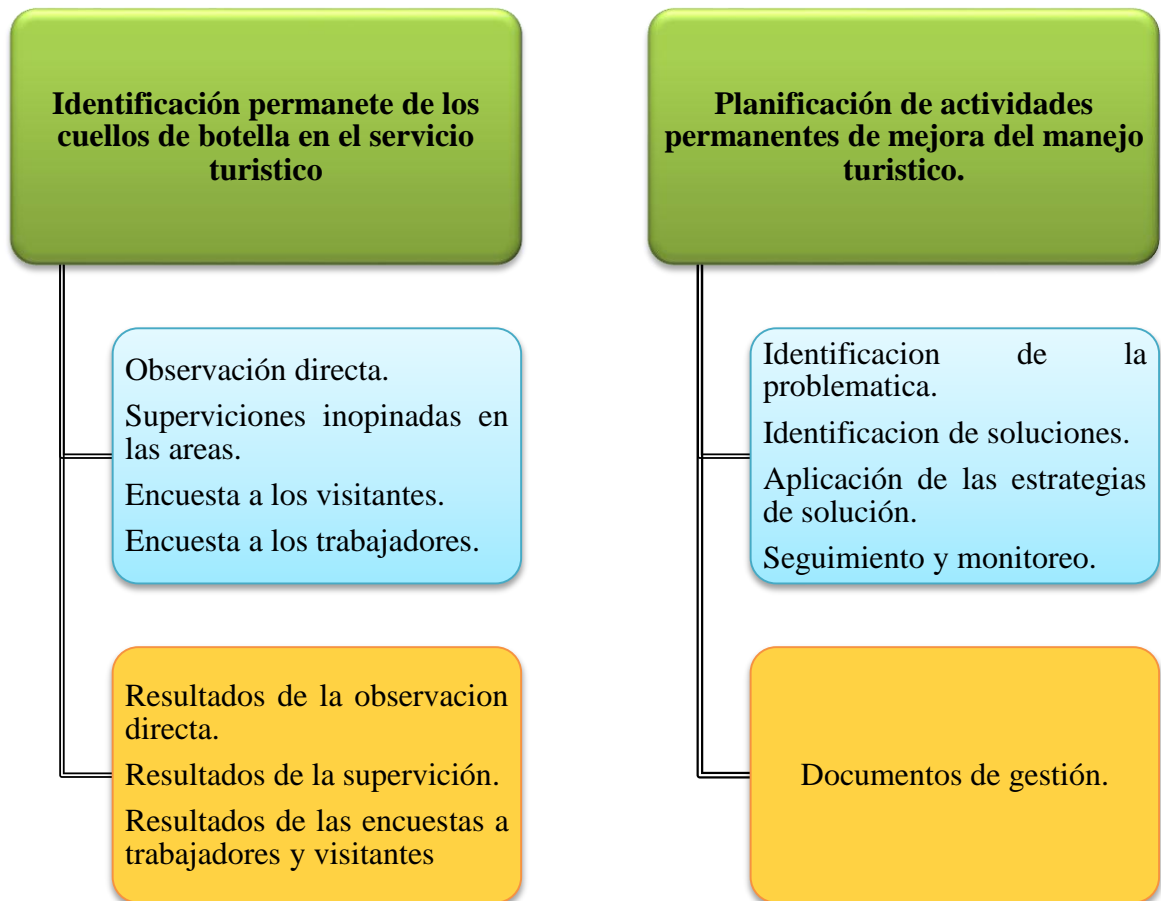 Identificación permanete de los
cuellos de botella en el servicio
turistico
Observación directa.
Superviciones inopinadas en
las areas.
Encuesta a los visitantes.
Encuesta a los trabajadores.
Resultados de la observacion
directa.
Resultados de la supervición.
Resultados de las encuestas a
trabajadores y visitantes
Planificación de actividades
permanentes de mejora del manejo
turistico.
Identificacion de la
problematica.
Identificacion de soluciones.
Aplicación de las estrategias
de solución.
Seguimiento y monitoreo.
Documentos de gestión.